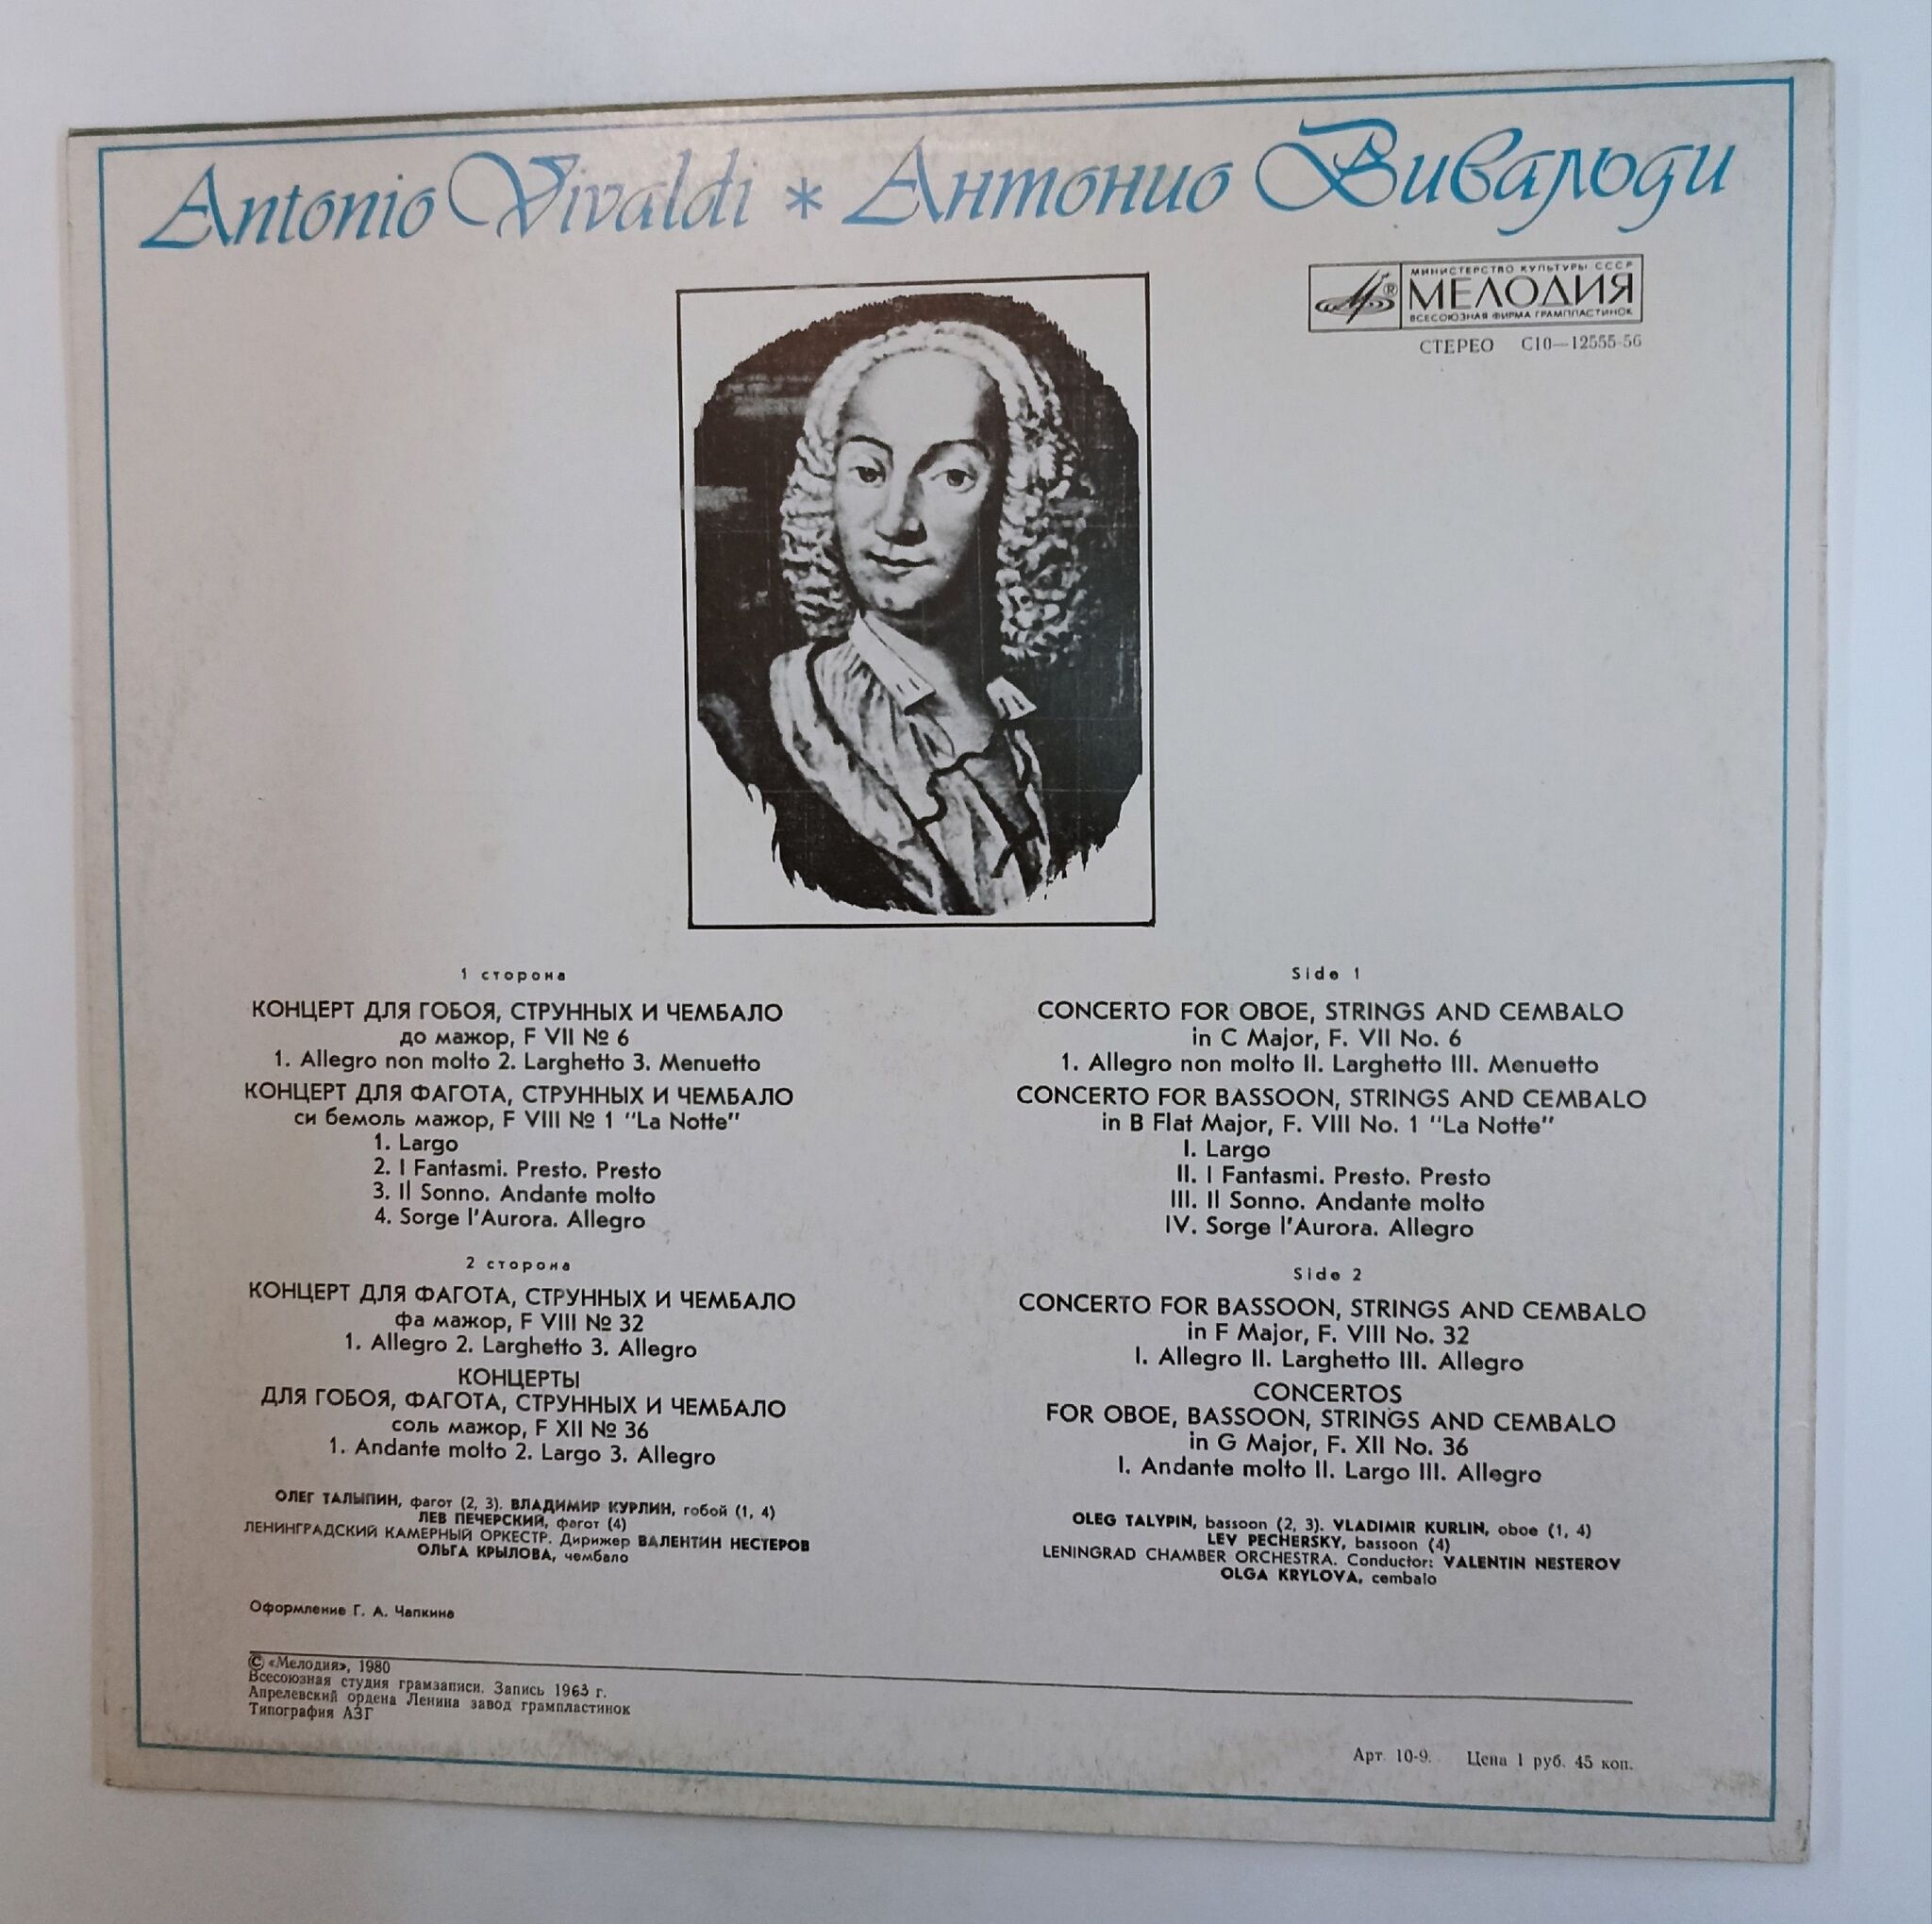 Antonio Vivaldi * Антонио Вивальди
МИНИСТЕРСТВО КУЛЬТУРЫ СССР
МЕЛОДИЯ
ВСЕСОЮЗНАЯ ФИРМА ГРАМПЛАСТИНОК
СТЕРЕО С10—12555-56
1 сторона
КОНЦЕРТ ДЛЯ ГОБОЯ, СТРУННЫХ И ЧЕМБАЛО
до мажор, F VII № 6
1. Allegro non molto 2. Larghetto 3. Menuetto
КОНЦЕРТ ДЛЯ ФАГОТА, СТРУННЫХ И ЧЕМБАЛО
си бемоль мажор, F VIII № 1 "La Notte"
1. Largo
2. I Fantasmi. Presto. Presto
3. Il Sonno. Andante molto
4. Sorge l'Aurora. Allegro
2 сторона
КОНЦЕРТ ДЛЯ ФАГОТА, СТРУННЫХ И ЧЕМБАЛО
фа мажор, F VIII № 32
1. Allegro 2. Larghetto 3. Allegro
КОНЦЕРТЫ
ДЛЯ ГОБОЯ, ФАГОТА, СТРУННЫХ И ЧЕМБАЛО
соль мажор, F XII № 36
1. Andante molto 2. Largo 3. Allegro
ОЛЕГ ТАЛЫПИН, фагот (2, 3). ВЛАДИМИР КУРЛИН, гобой (1, 4)
ЛЕВ ПЕЧЕРСКИЙ, фагот (4)
ЛЕНИНГРАДСКИЙ КАМЕРНЫЙ ОРКЕСТР. Дирижер ВАЛЕНТИН НЕСТЕРОВ
ОЛЬГА КРЫЛОВА, чембало
Side 1
CONCERTO FOR OBOE, STRINGS AND CEMBALO
in C Major, F. VII No. 6
1. Allegro non molto II. Larghetto III. Menuetto
CONCERTO FOR BASSOON, STRINGS AND CEMBALO
in B Flat Major, F. VIII No. 1 "La Notte"
I. Largo
II. I Fantasmi. Presto. Presto
III. Il Sonno. Andante molto
IV. Sorge l'Aurora. Allegro
Side 2
CONCERTO FOR BASSOON, STRINGS AND CEMBALO
in F Major, F. VIII No. 32
I. Allegro II. Larghetto III. Allegro
CONCERTOS
FOR OBOE, BASSOON, STRINGS AND CEMBALO
in G Major, F. XII No. 36
I. Andante molto II. Largo III. Allegro
OLEG TALYPIN, bassoon (2, 3). VLADIMIR KURLIN, oboe (1, 4)
LEV PECHERSKY, bassoon (4)
LENINGRAD CHAMBER ORCHESTRA. Conductor: VALENTIN NESTEROV
OLGA KRYLOVA, cembalo
Оформление Г. А. Чапкина
© «Мелодия», 1980
Всесоюзная студия грамзаписи. Запись 1963 г.
Апрелевский ордена Ленина завод грампластинок
Типография АЗГ
Арт. 10-9. Цена 1 руб. 45 коп.